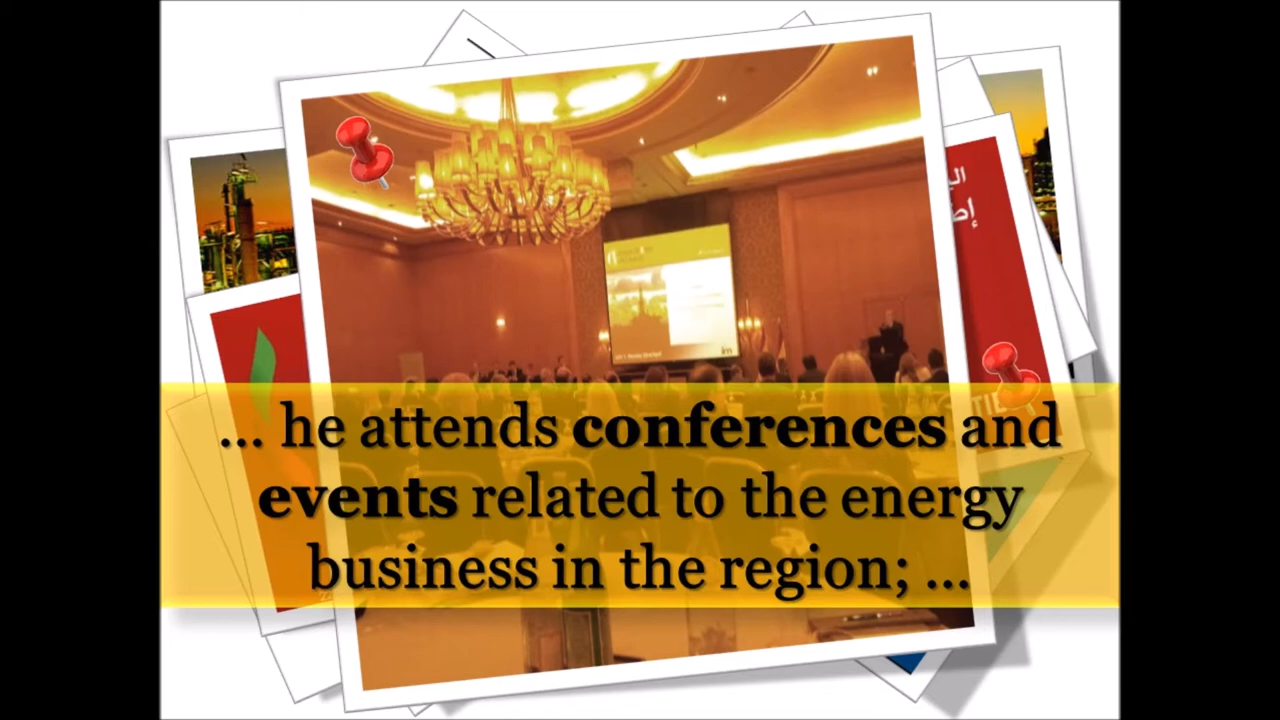 ... he attends conferences and
events related to the energy
business in the region; ...